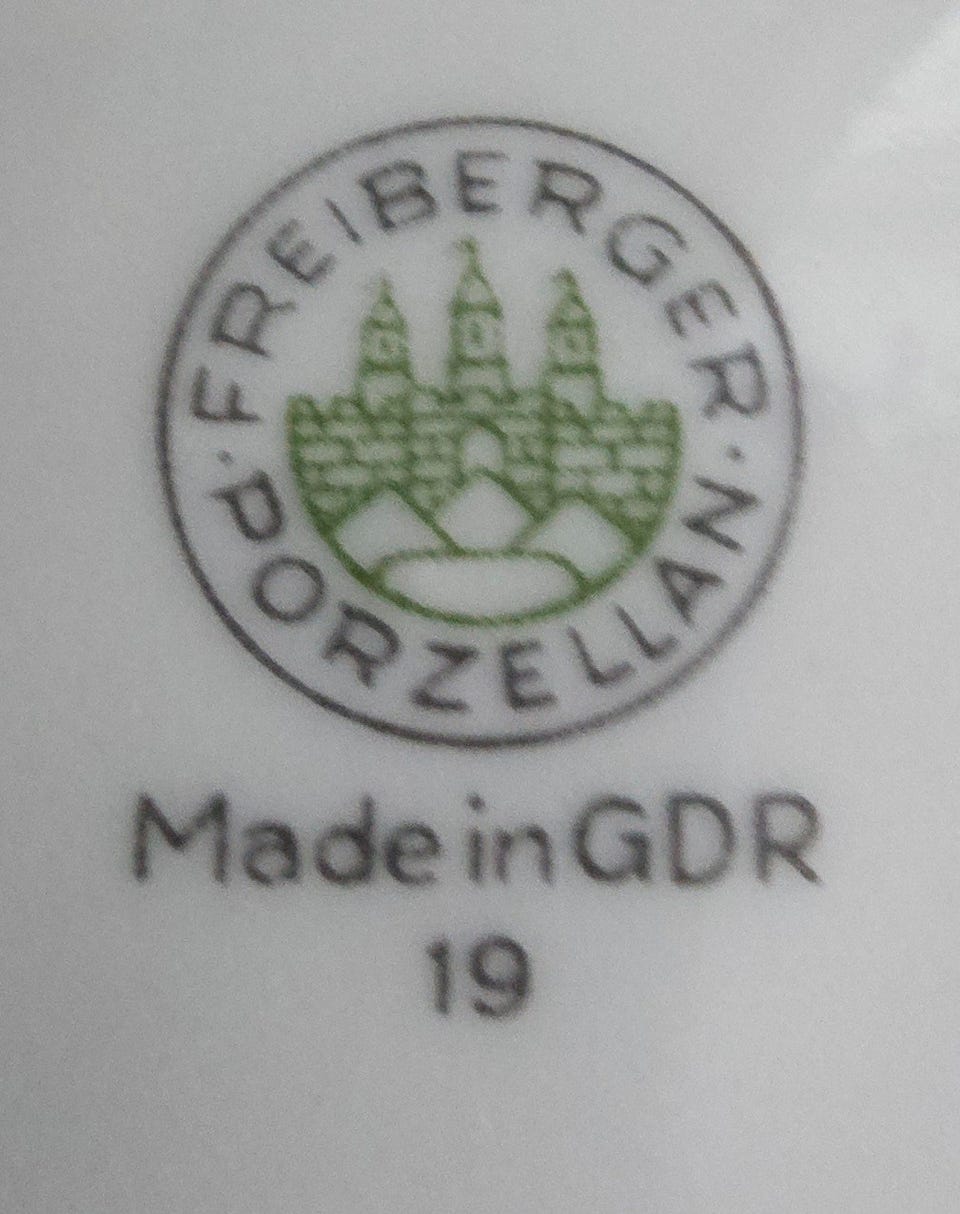 FREIBERGER
· PORZELLAN ·
Made in GDR
19